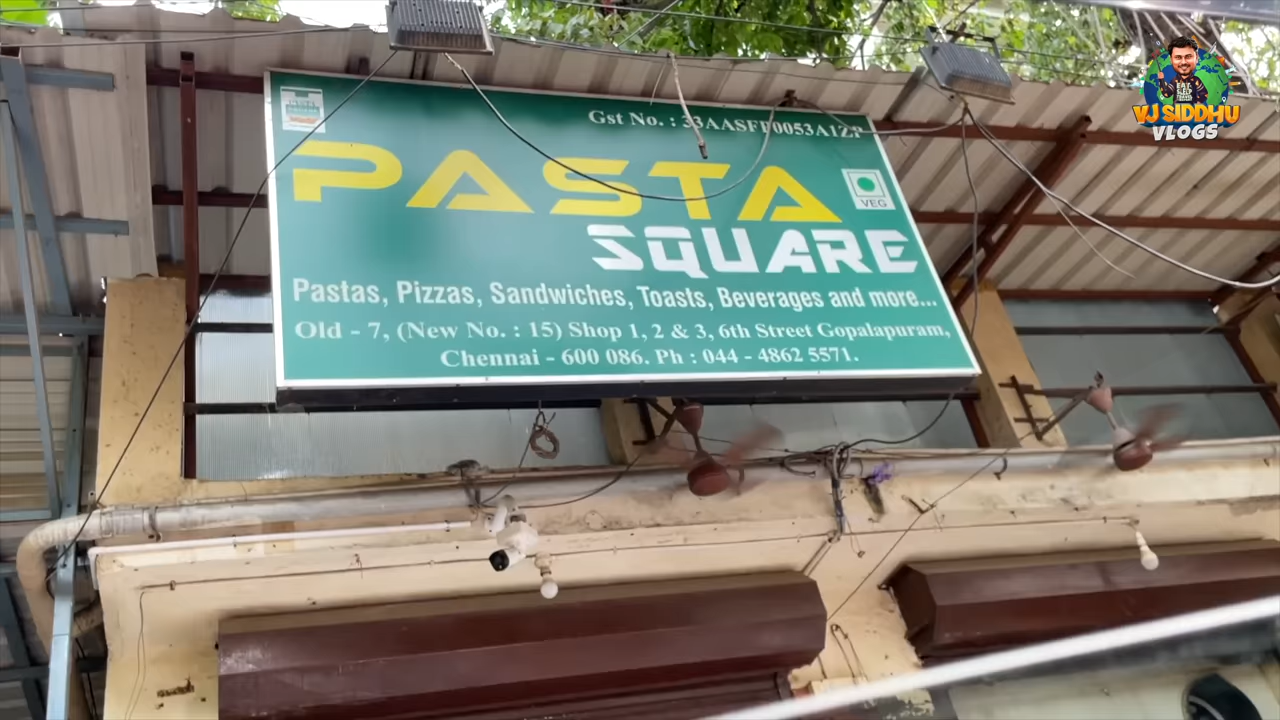 Gst No. : 33AASFF0053A1ZP
PASTA
VEG
SQUARE
Pastas, Pizzas, Sandwiches, Toasts, Beverages and more...
Old - 7, (New No. : 15) Shop 1, 2 & 3, 6th Street Gopalapuram,
Chennai - 600 086. Ph : 044 - 4862 5571.
VJ SIDDHU
VLOGS